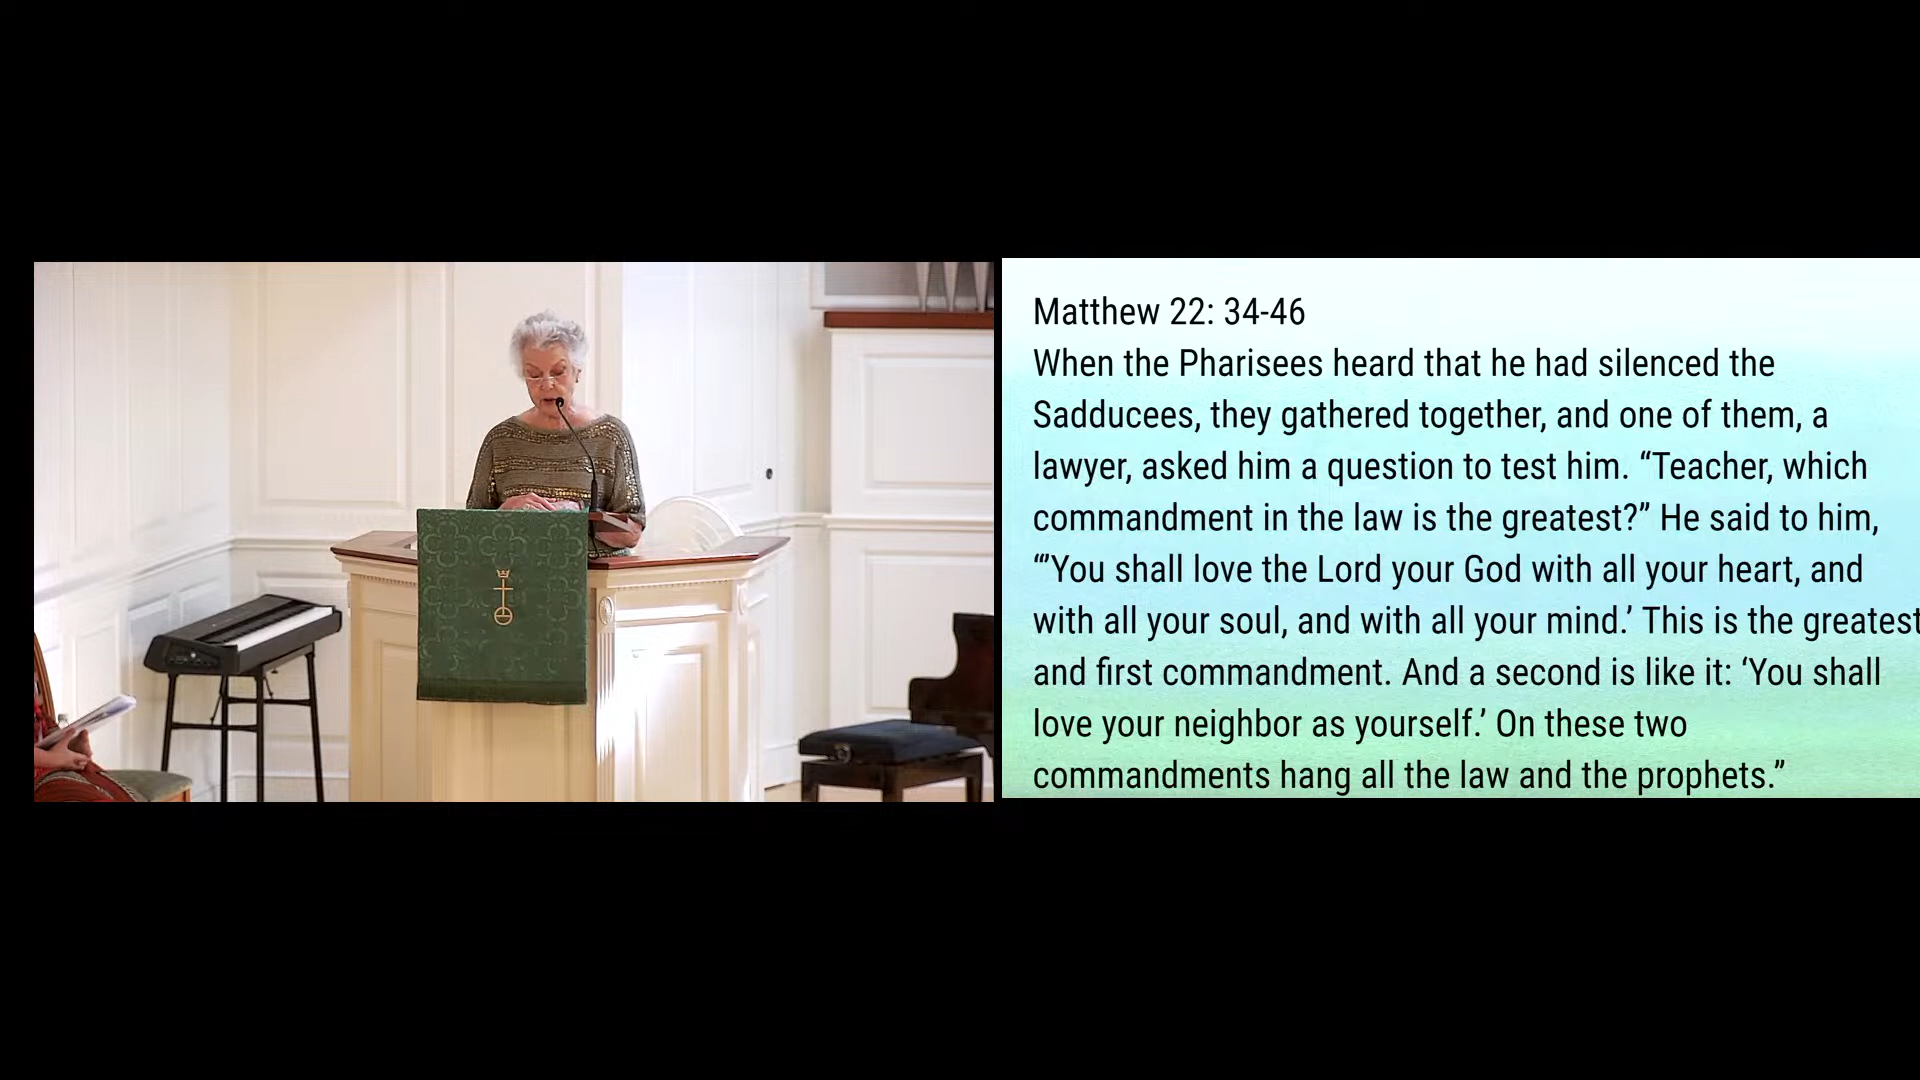 Matthew 22: 34-46
When the Pharisees heard that he had silenced the
Sadducees, they gathered together, and one of them, a
lawyer, asked him a question to test him. “Teacher, which
commandment in the law is the greatest?” He said to him,
“‘You shall love the Lord your God with all your heart, and
with all your soul, and with all your mind.’ This is the greatest
and first commandment. And a second is like it: ‘You shall
love your neighbor as yourself.’ On these two
commandments hang all the law and the prophets.”